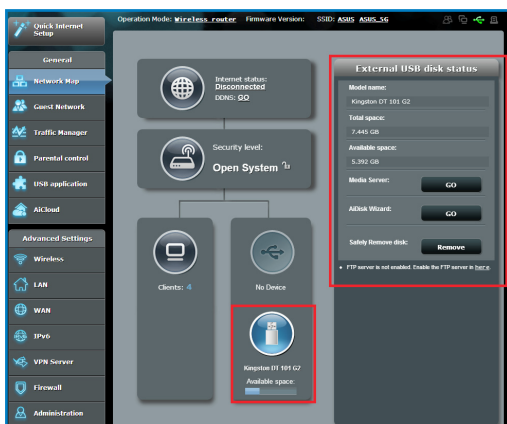 Operation Mode: Wireless router Firmware Version: SSID: ASUS ASUS_5G
Quick Internet
Setup
General
Network Map
Guest Network
Traffic Manager
Parental control
USB application
AiCloud
Advanced Settings
Wireless
LAN
WAN
IPv6
VPN Server
Firewall
Administration
Internet status:
Disconnected
DDNS: GO
Security level:
Open System
Clients: 4
No Device
Kingston DT 101 G2
Available space:
External USB disk status
Model name:
Kingston DT 101 G2
Total space:
7.445 GB
Available space:
5.392 GB
Media Server: GO
AiDisk Wizard: GO
Safely Remove disk: Remove
FTP server is not enabled. Enable the FTP server in here.